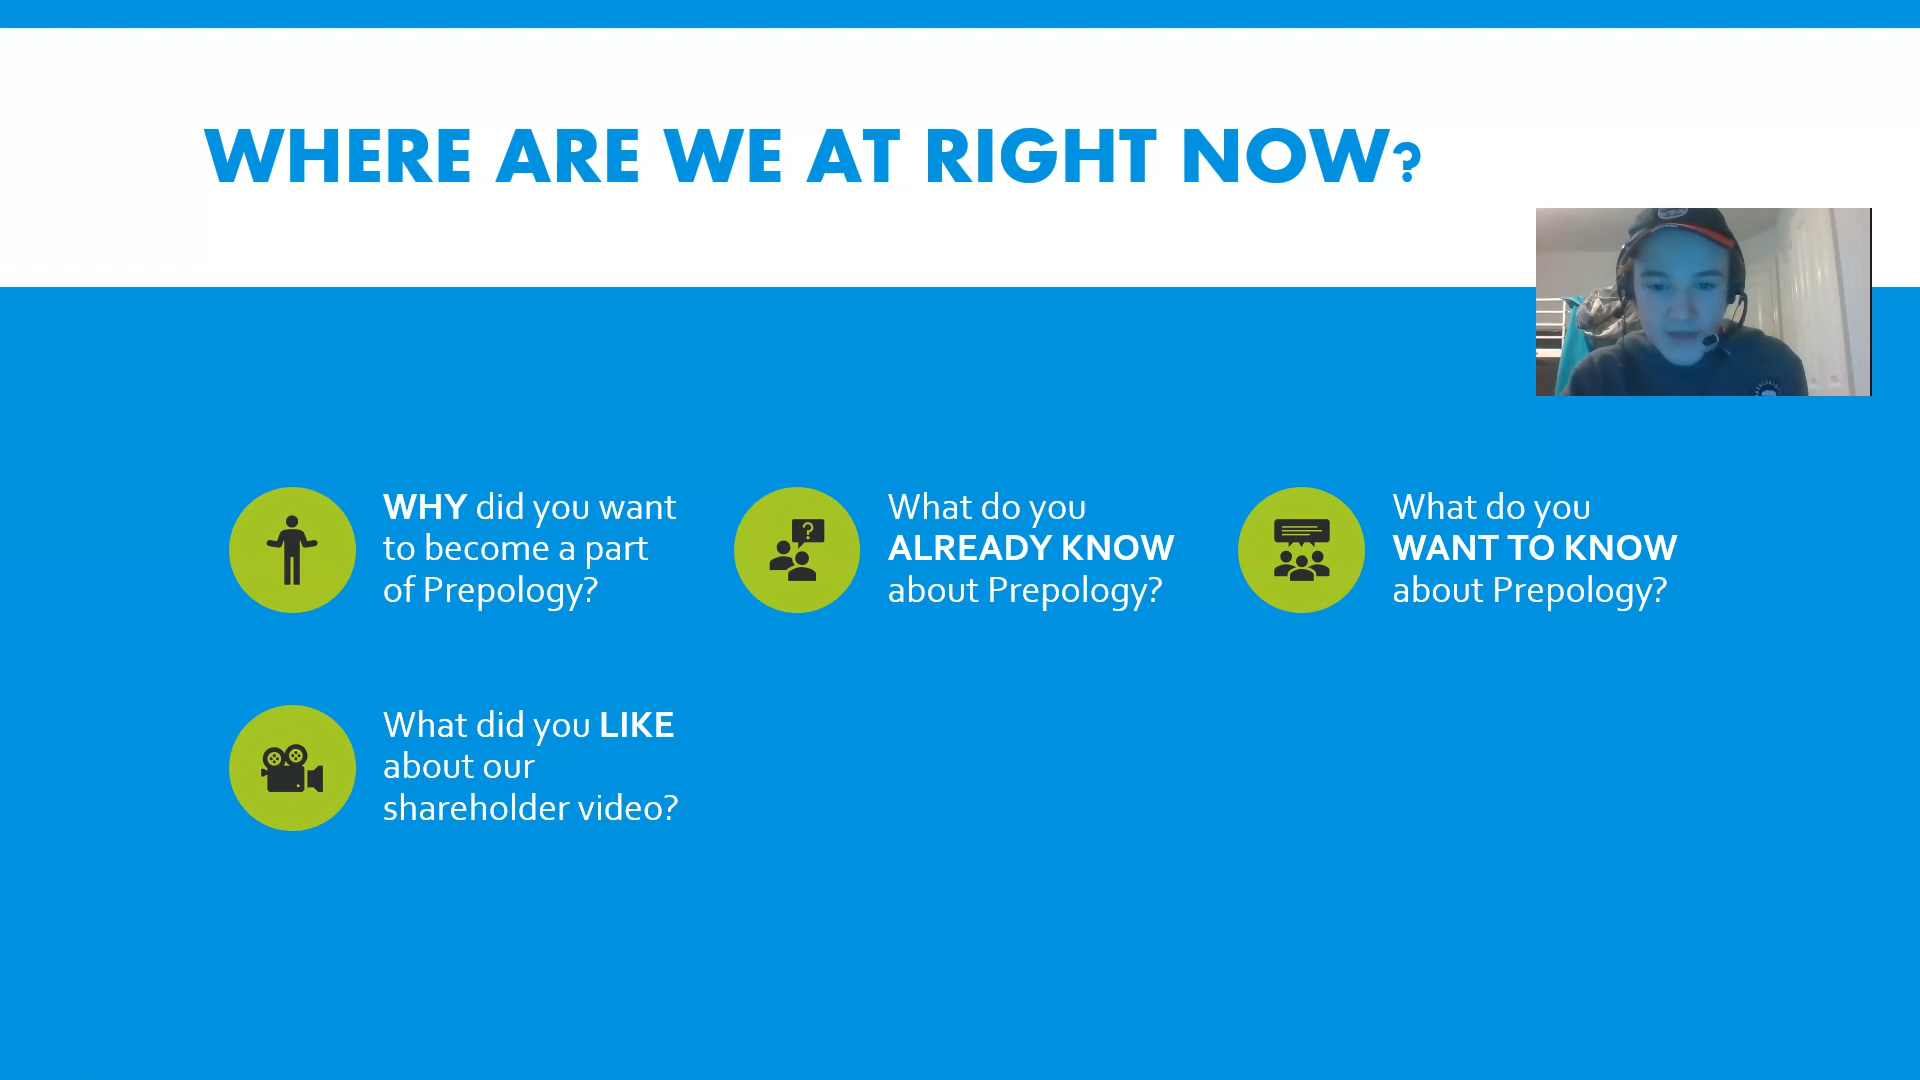 WHERE ARE WE AT RIGHT NOW?
WHY did you want
to become a part
of Prepology?
What do you
ALREADY KNOW
about Prepology?
What do you
WANT TO KNOW
about Prepology?
What did you LIKE
about our
shareholder video?